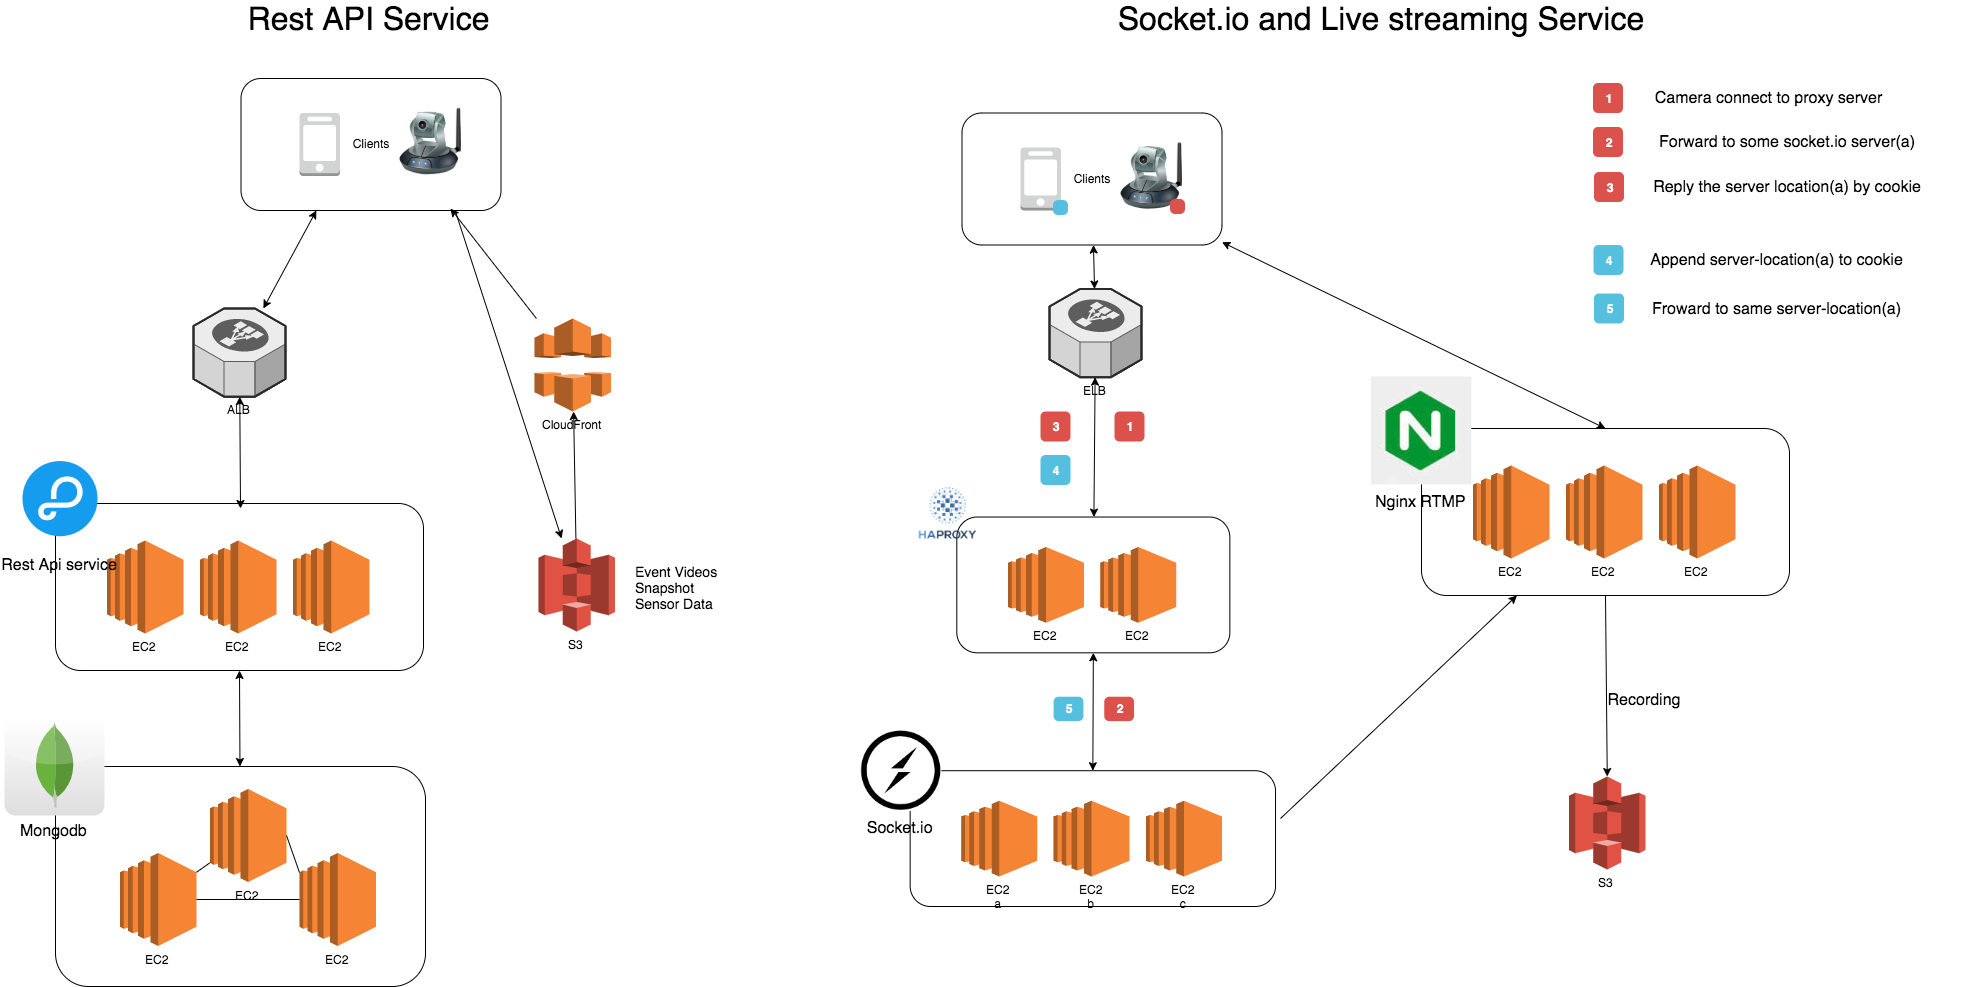 Rest API Service
Clients
ALB
CloudFront
Rest Api service
EC2
EC2
EC2
Event Videos
Snapshot
Sensor Data
S3
Mongodb
EC2
EC2
EC2
Socket.io and Live streaming Service
1 Camera connect to proxy server
2 Forward to some socket.io server(a)
3 Reply the server location(a) by cookie
4 Append server-location(a) to cookie
5 Froward to same server-location(a)
Clients
ELB
3
1
4
HAPROXY
EC2
EC2
5
2
Socket.io
EC2
a
EC2
b
EC2
c
N
Nginx RTMP
EC2
EC2
EC2
Recording
S3